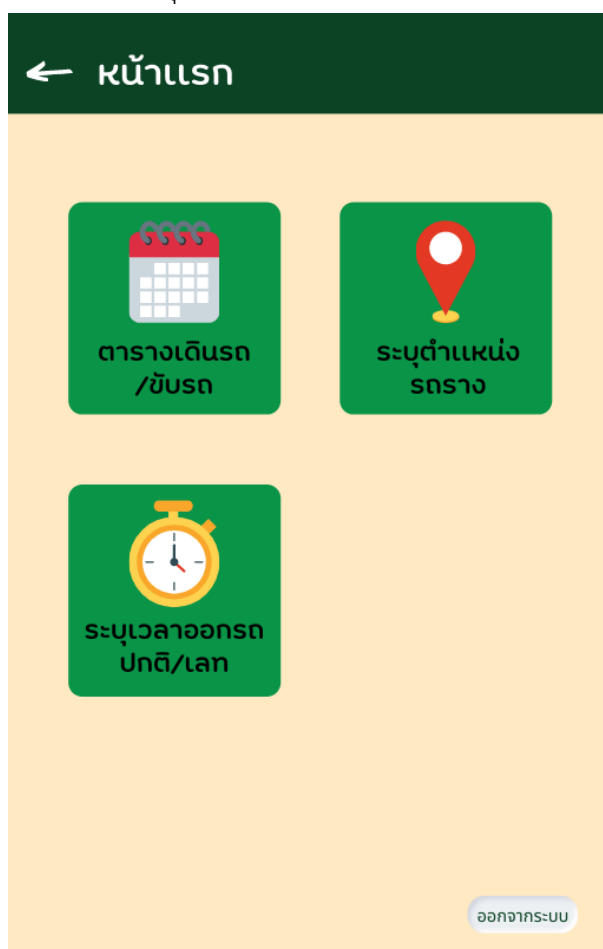 หน้าแรก
ตารางเดินรถ
/ขับรถ
ระบุตำแหน่ง
รถราง
ระบุเวลาออกรถ
ปกติ/เลท
ออกจากระบบ